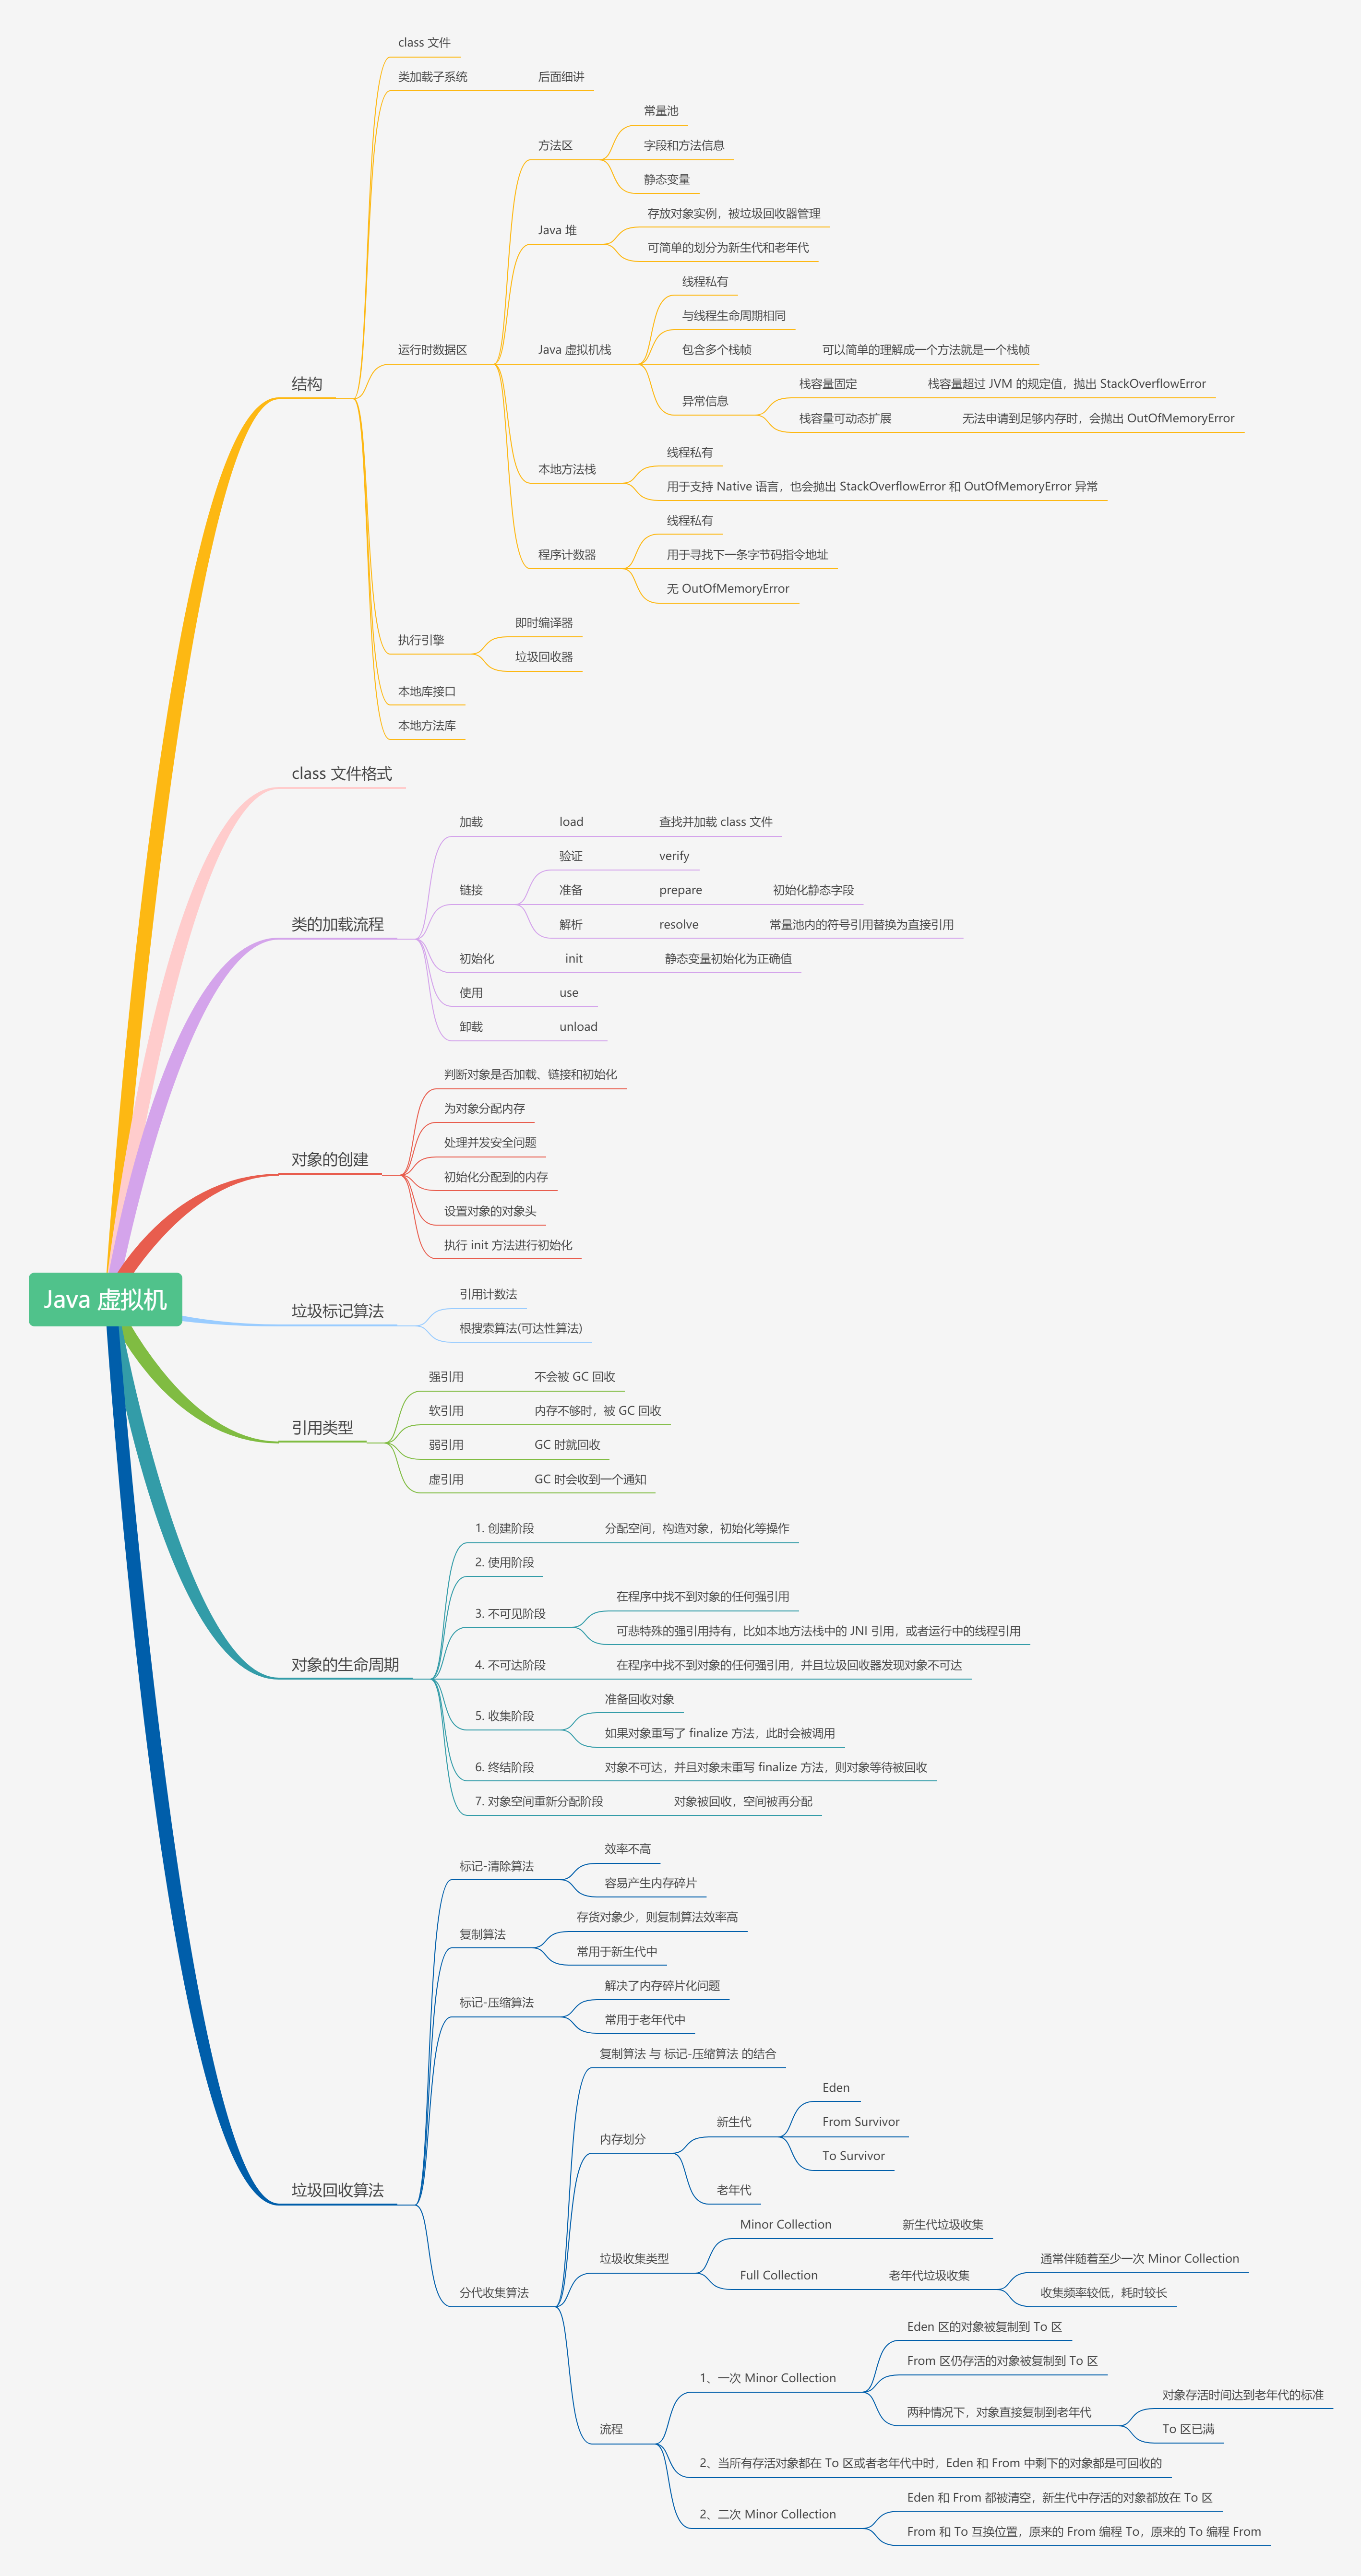 class 文件
类加载子系统
后面细讲
常量池
方法区
字段和方法信息
静态变量
存放对象实例，被垃圾回收器管理
Java 堆
可简单的划分为新生代和老年代
线程私有
与线程生命周期相同
运行时数据区
Java 虚拟机栈
包含多个栈帧
可以简单的理解成一个方法就是一个栈帧
结构
栈容量固定
栈容量超过 JVM 的规定值，抛出 StackOverflowError
异常信息
栈容量可动态扩展
无法申请到足够内存时，会抛出 OutOfMemoryError
线程私有
本地方法栈
用于支持 Native 语言，也会抛出 StackOverflowError 和 OutOfMemoryError 异常
线程私有
程序计数器
用于寻找下一条字节码指令地址
无 OutOfMemoryError
即时编译器
执行引擎
垃圾回收器
本地库接口
本地方法库
class 文件格式
加载
load
查找并加载 class 文件
验证
verify
链接
准备
prepare
初始化静态字段
类的加载流程
解析
resolve
常量池内的符号引用替换为直接引用
初始化
init
静态变量初始化为正确值
使用
use
卸载
unload
判断对象是否加载、链接和初始化
为对象分配内存
处理并发安全问题
对象的创建
初始化分配到的内存
设置对象的对象头
执行 init 方法进行初始化
Java 虚拟机
引用计数法
垃圾标记算法
根搜索算法(可达性算法)
强引用
不会被 GC 回收
软引用
内存不够时，被 GC 回收
引用类型
弱引用
GC 时就回收
虚引用
GC 时会收到一个通知
1. 创建阶段
分配空间，构造对象，初始化等操作
2. 使用阶段
在程序中找不到对象的任何强引用
3. 不可见阶段
可悲特殊的强引用持有，比如本地方法栈中的 JNI 引用，或者运行中的线程引用
对象的生命周期
4. 不可达阶段
在程序中找不到对象的任何强引用，并且垃圾回收器发现对象不可达
准备回收对象
5. 收集阶段
如果对象重写了 finalize 方法，此时会被调用
6. 终结阶段
对象不可达，并且对象未重写 finalize 方法，则对象等待被回收
7. 对象空间重新分配阶段
对象被回收，空间被再分配
效率不高
标记-清除算法
容易产生内存碎片
存货对象少，则复制算法效率高
复制算法
常用于新生代中
解决了内存碎片化问题
标记-压缩算法
常用于老年代中
复制算法 与 标记-压缩算法 的结合
Eden
新生代
From Survivor
内存划分
To Survivor
老年代
垃圾回收算法
Minor Collection
新生代垃圾收集
垃圾收集类型
通常伴随着至少一次 Minor Collection
Full Collection
老年代垃圾收集
收集频率较低，耗时较长
分代收集算法
Eden 区的对象被复制到 To 区
From 区仍存活的对象被复制到 To 区
1、一次 Minor Collection
对象存活时间达到老年代的标准
两种情况下，对象直接复制到老年代
To 区已满
流程
2、当所有存活对象都在 To 区或者老年代中时，Eden 和 From 中剩下的对象都是可回收的
Eden 和 From 都被清空，新生代中存活的对象都放在 To 区
2、二次 Minor Collection
From 和 To 互换位置，原来的 From 编程 To，原来的 To 编程 From